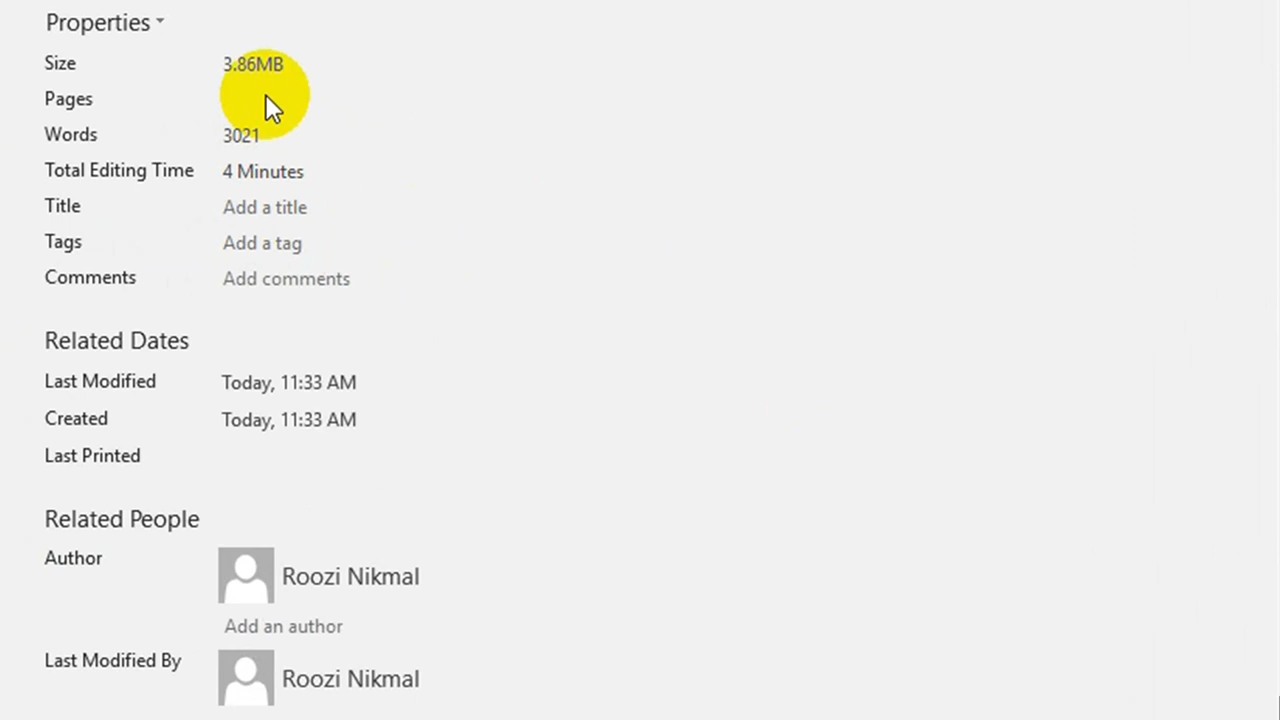 Properties
Size 3.86MB
Pages
Words 3021
Total Editing Time 4 Minutes
Title Add a title
Tags Add a tag
Comments Add comments
Related Dates
Last Modified Today, 11:33 AM
Created Today, 11:33 AM
Last Printed
Related People
Author Roozi Nikmal
Add an author
Last Modified By Roozi Nikmal